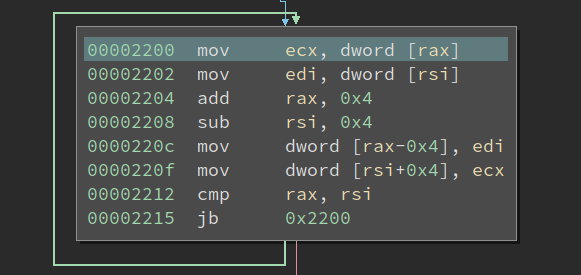 00002200 mov ecx, dword [rax]
00002202 mov edi, dword [rsi]
00002204 add rax, 0x4
00002208 sub rsi, 0x4
0000220c mov dword [rax-0x4], edi
0000220f mov dword [rsi+0x4], ecx
00002212 cmp rax, rsi
00002215 jb 0x2200